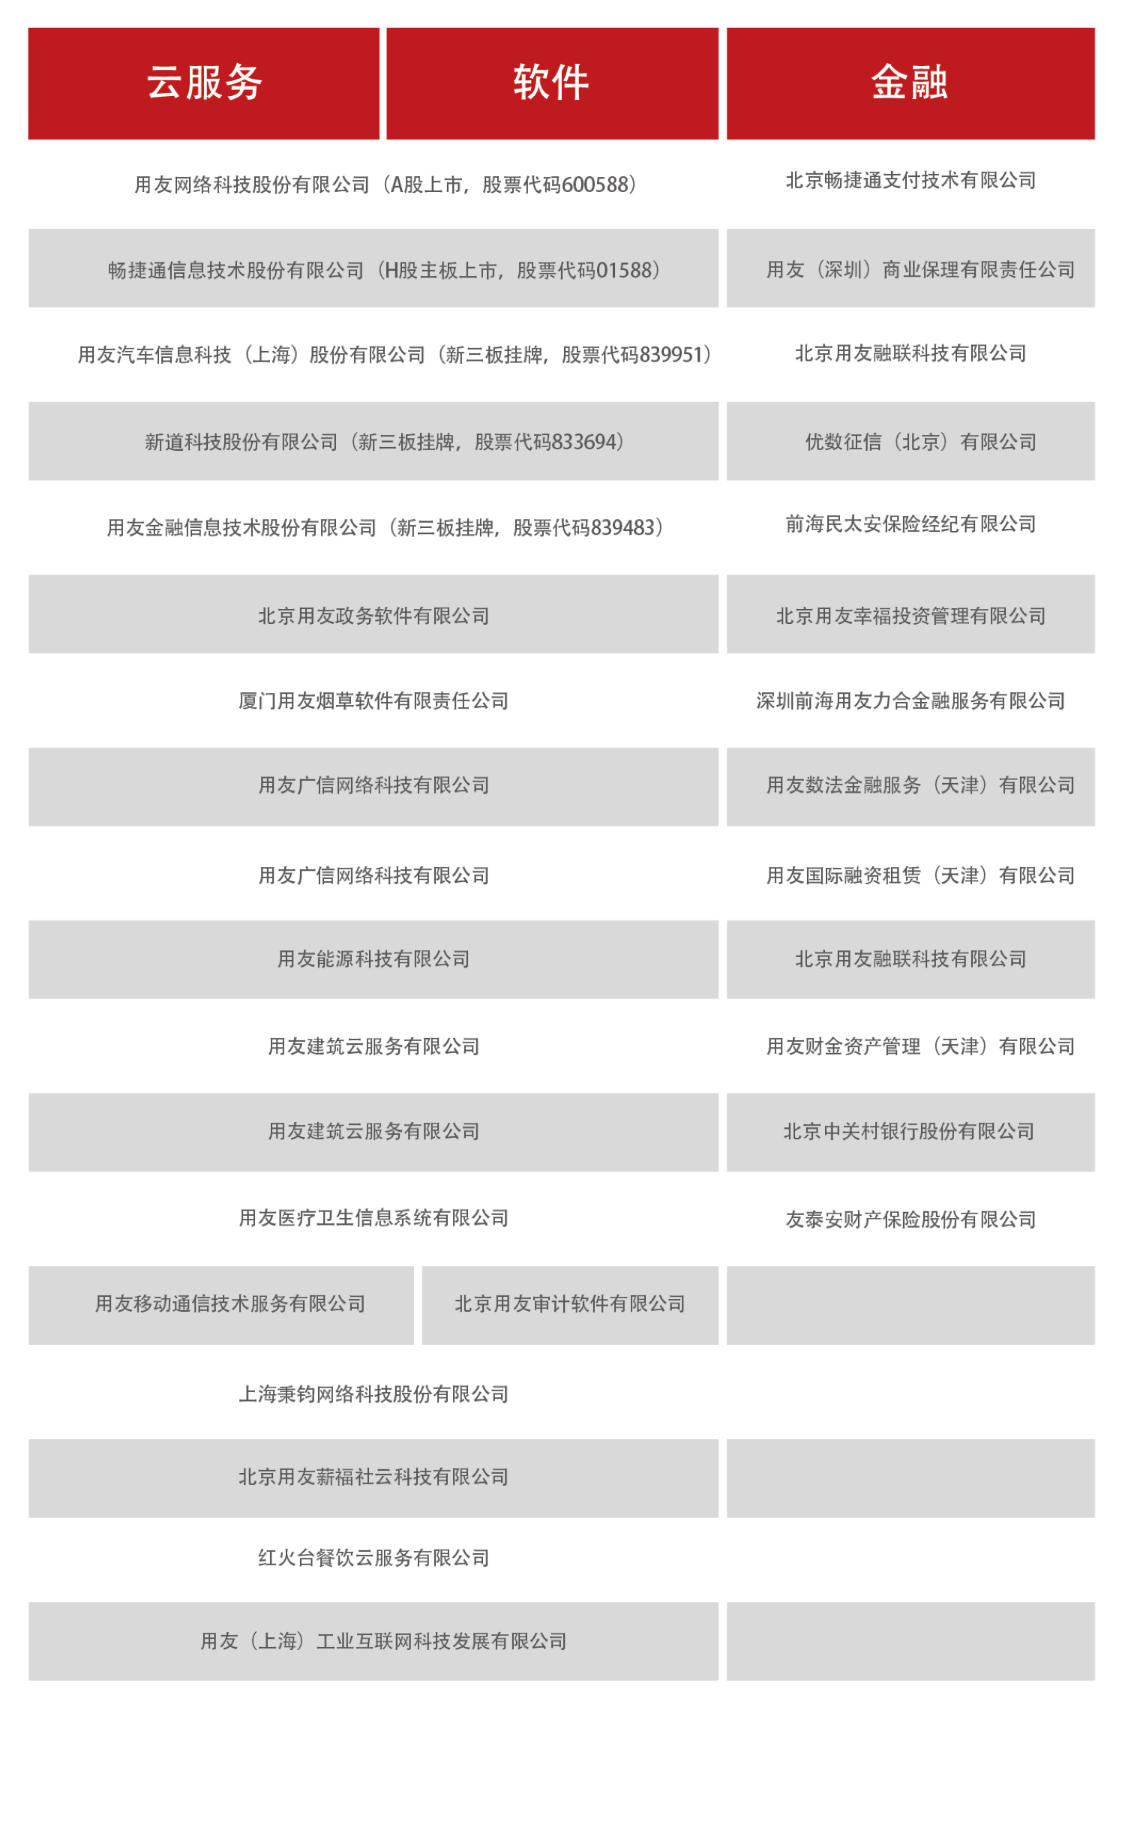 云服务 软件 金融
用友网络科技股份有限公司（A股上市，股票代码600588） 北京畅捷通支付技术有限公司
畅捷通信息技术股份有限公司（H股主板上市，股票代码01588） 用友（深圳）商业保理有限责任公司
用友汽车信息科技（上海）股份有限公司（新三板挂牌，股票代码839951） 北京用友融联科技有限公司
新道科技股份有限公司（新三板挂牌，股票代码833694） 优数征信（北京）有限公司
用友金融信息技术股份有限公司（新三板挂牌，股票代码839483） 前海民太安保险经纪有限公司
北京用友政务软件有限公司 北京用友幸福投资管理有限公司
厦门用友烟草软件有限责任公司 深圳前海用友力合金融服务有限公司
用友广信网络科技有限公司 用友数法金融服务（天津）有限公司
用友广信网络科技有限公司 用友国际融资租赁（天津）有限公司
用友能源科技有限公司 北京用友融联科技有限公司
用友建筑云服务有限公司 用友财金资产管理（天津）有限公司
用友建筑云服务有限公司 北京中关村银行股份有限公司
用友医疗卫生信息系统有限公司 友泰安财产保险股份有限公司
用友移动通信技术服务有限公司 北京用友审计软件有限公司
上海秉钧网络科技股份有限公司
北京用友薪福社云科技有限公司
红火台餐饮云服务有限公司
用友（上海）工业互联网科技发展有限公司